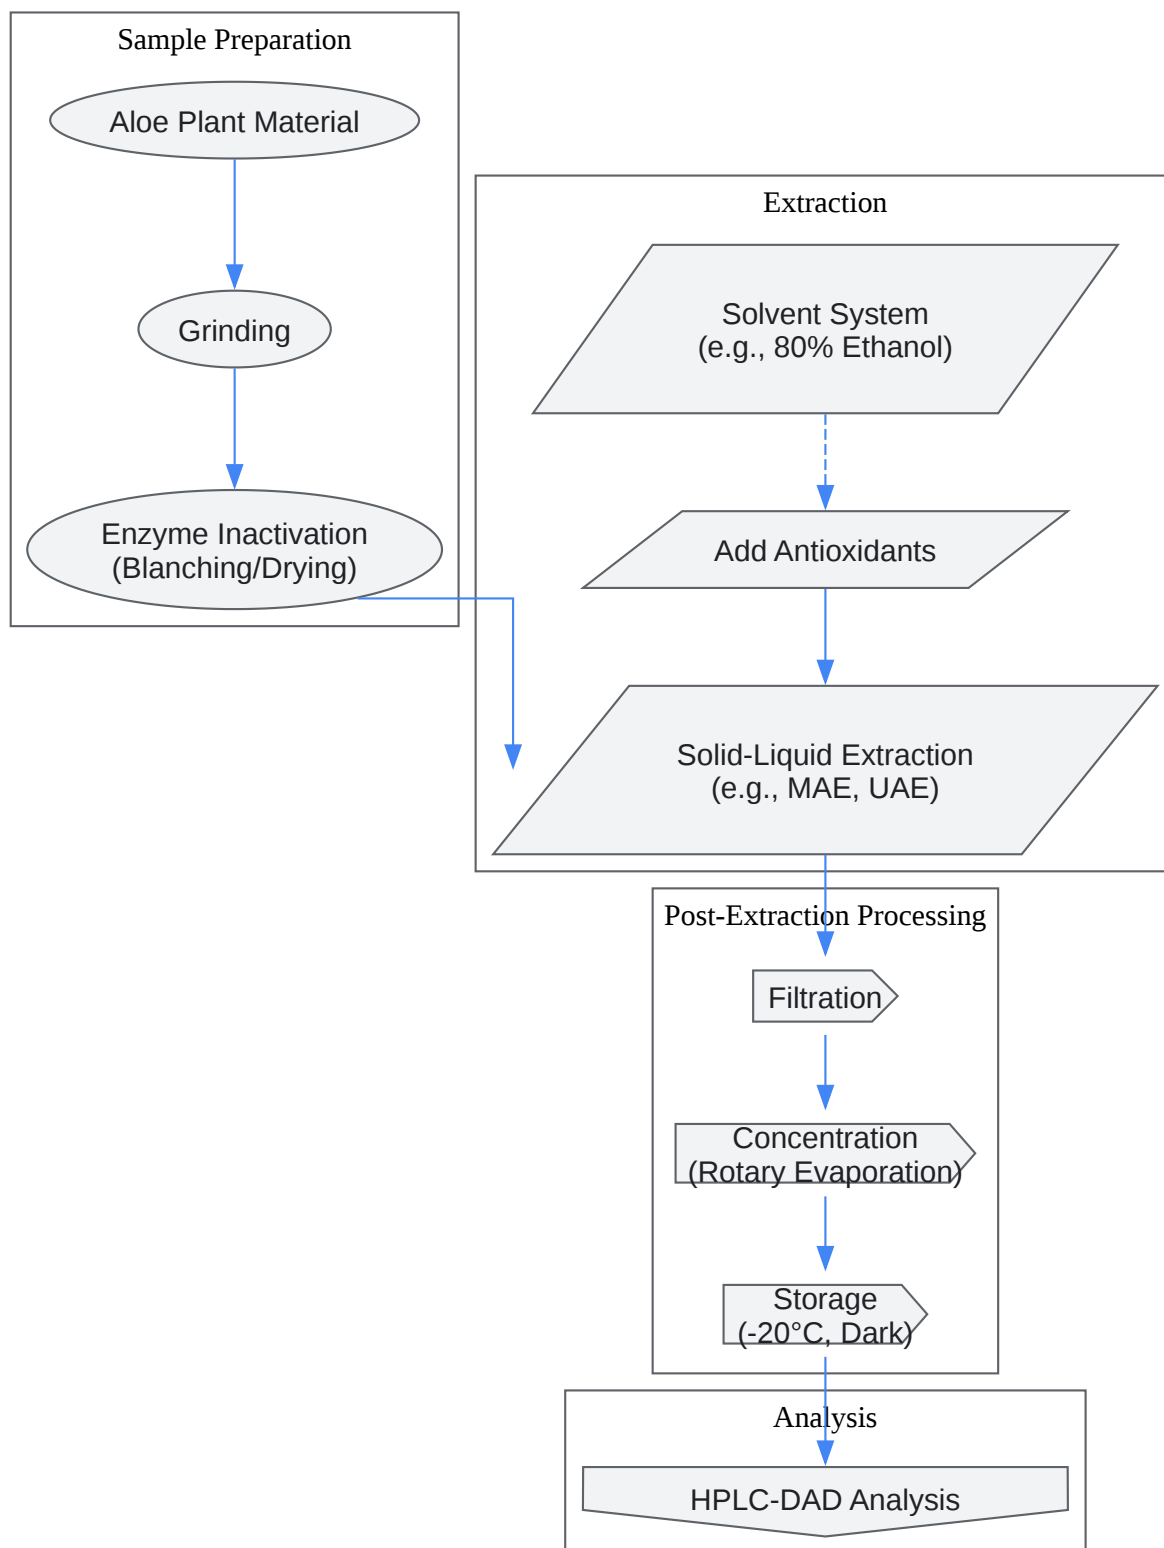 Sample Preparation
Aloe Plant Material
Grinding
Enzyme Inactivation
(Blanching/Drying)
Extraction
Solvent System
(e.g., 80% Ethanol)
Add Antioxidants
Solid-Liquid Extraction
(e.g., MAE, UAE)
Post-Extraction Processing
Filtration
Concentration
(Rotary Evaporation)
Storage
(-20°C, Dark)
Analysis
HPLC-DAD Analysis